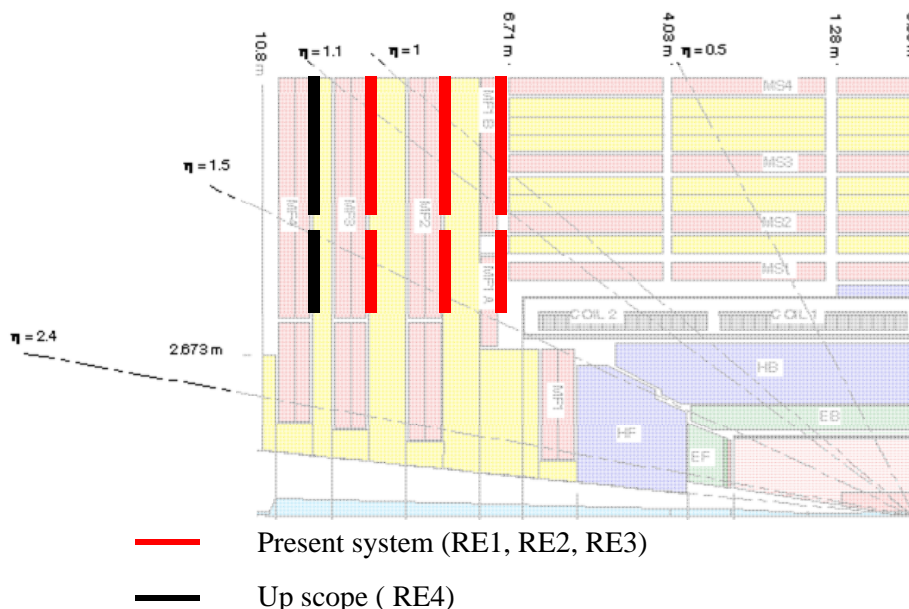 10.8 m
6.71 m
4.03 m
1.28 m
η = 1.1
η = 1
η = 0.5
η = 1.5
η = 2.4
2.673 m
MS4
MS3
MS2
MS1
MF4
MF3
MF2
MF1 B
MF1 A
MF1
COIL 2
COIL 1
HB
EB
HF
EF
Present system (RE1, RE2, RE3)
Up scope ( RE4)